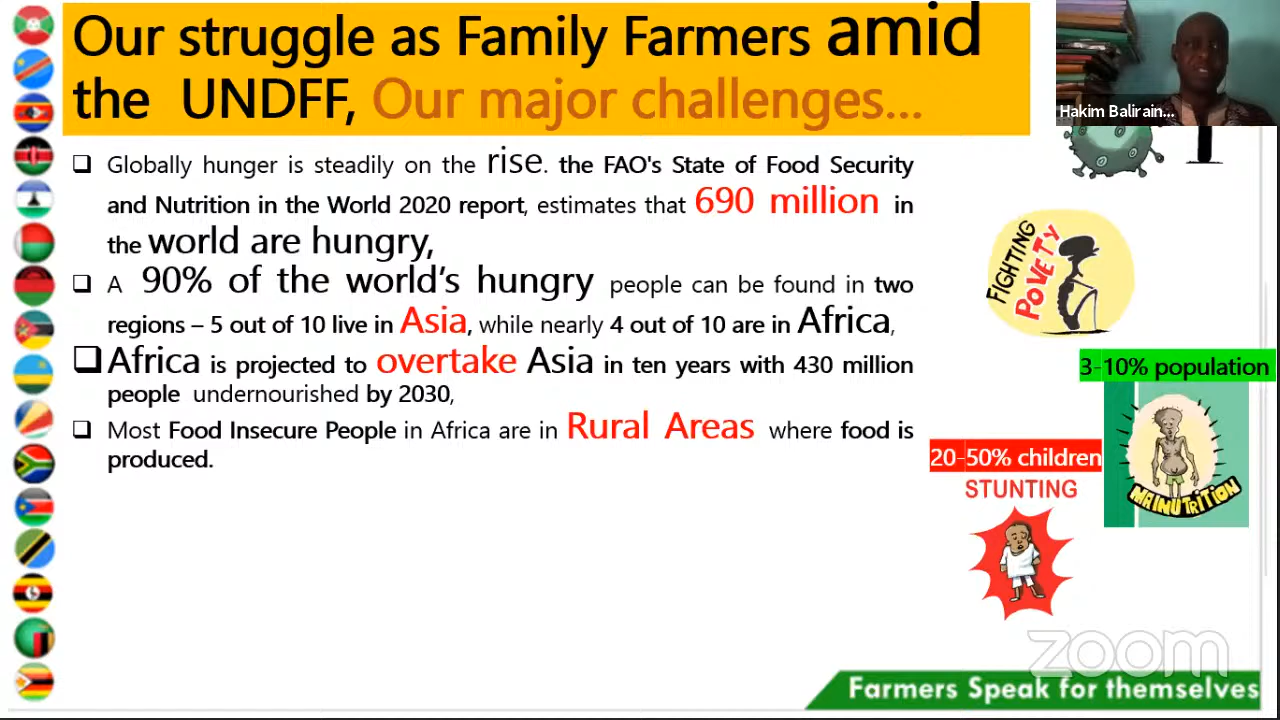 Our struggle as Family Farmers amid
the UNDFF, Our major challenges...
Hakim Balirain...
❑ Globally hunger is steadily on the rise. the FAO's State of Food Security
and Nutrition in the World 2020 report, estimates that 690 million in
the world are hungry,
❑ A 90% of the world's hungry people can be found in two
regions – 5 out of 10 live in Asia, while nearly 4 out of 10 are in Africa,
❑ Africa is projected to overtake Asia in ten years with 430 million
people undernourished by 2030,
❑ Most Food Insecure People in Africa are in Rural Areas where food is
produced.
FIGHTING
POVETY
3-10% population
MAlNUTRiTiON
20-50% children
STUNTING
zoom
Farmers Speak for themselves